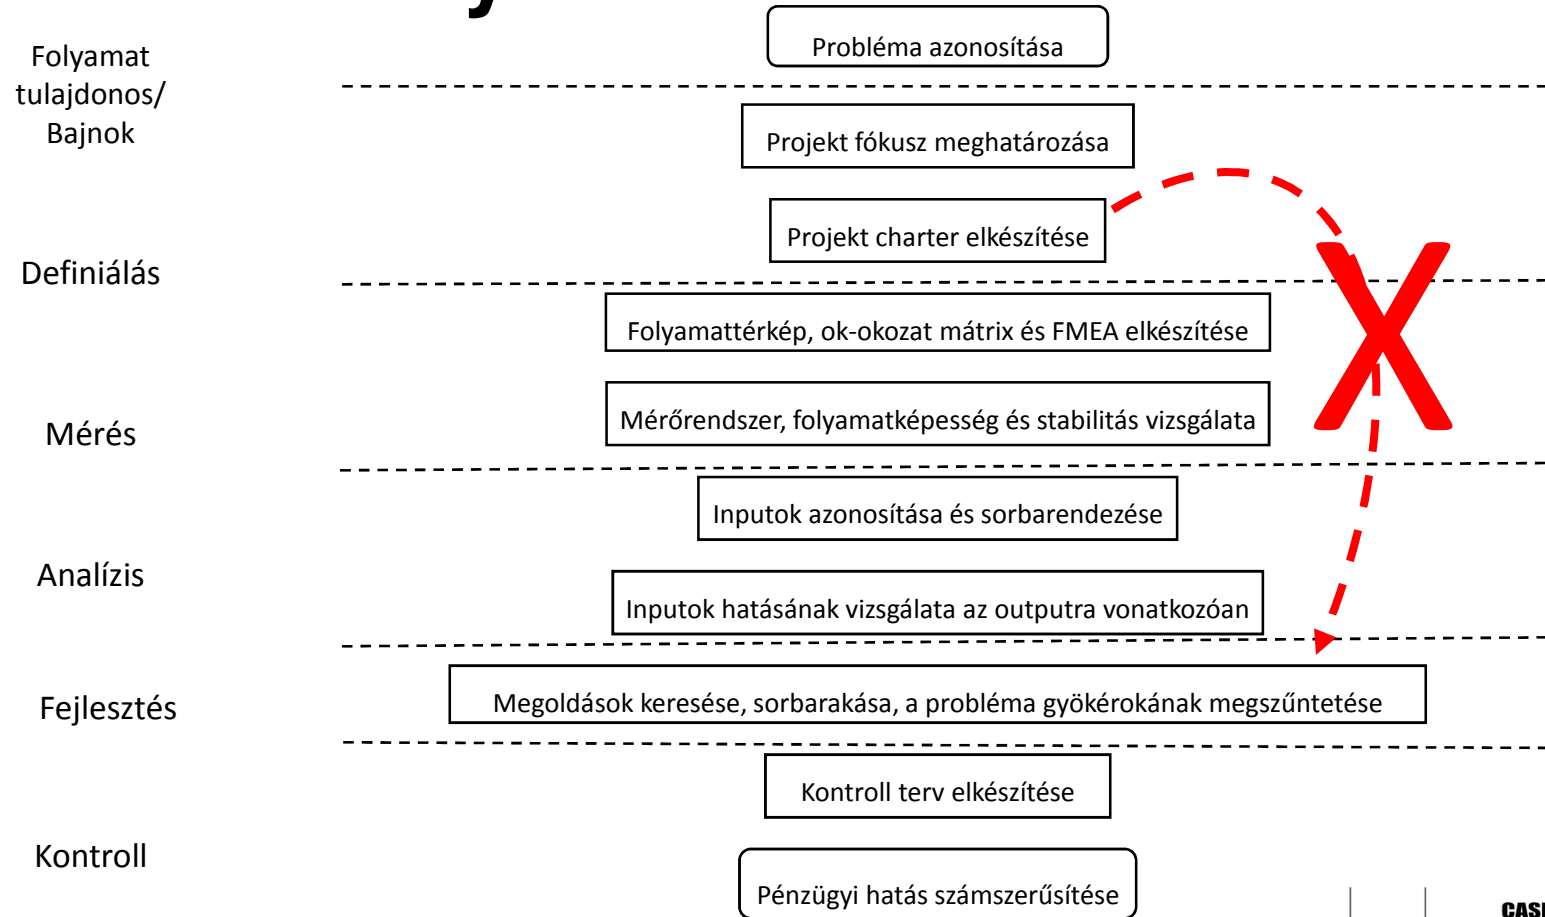 Probléma azonosítása
Folyamat
tulajdonos/
Bajnok
Projekt fókusz meghatározása
Projekt charter elkészítése
Definiálás
Folyamattérkép, ok-okozat mátrix és FMEA elkészítése
Mérőrendszer, folyamatképesség és stabilitás vizsgálata
Mérés
Inputok azonosítása és sorbarendezése
Analízis
Inputok hatásának vizsgálata az outputra vonatkozóan
Fejlesztés
Megoldások keresése, sorbarakása, a probléma gyökérokának megszűntetése
Kontroll terv elkészítése
Kontroll
Pénzügyi hatás számszerűsítése